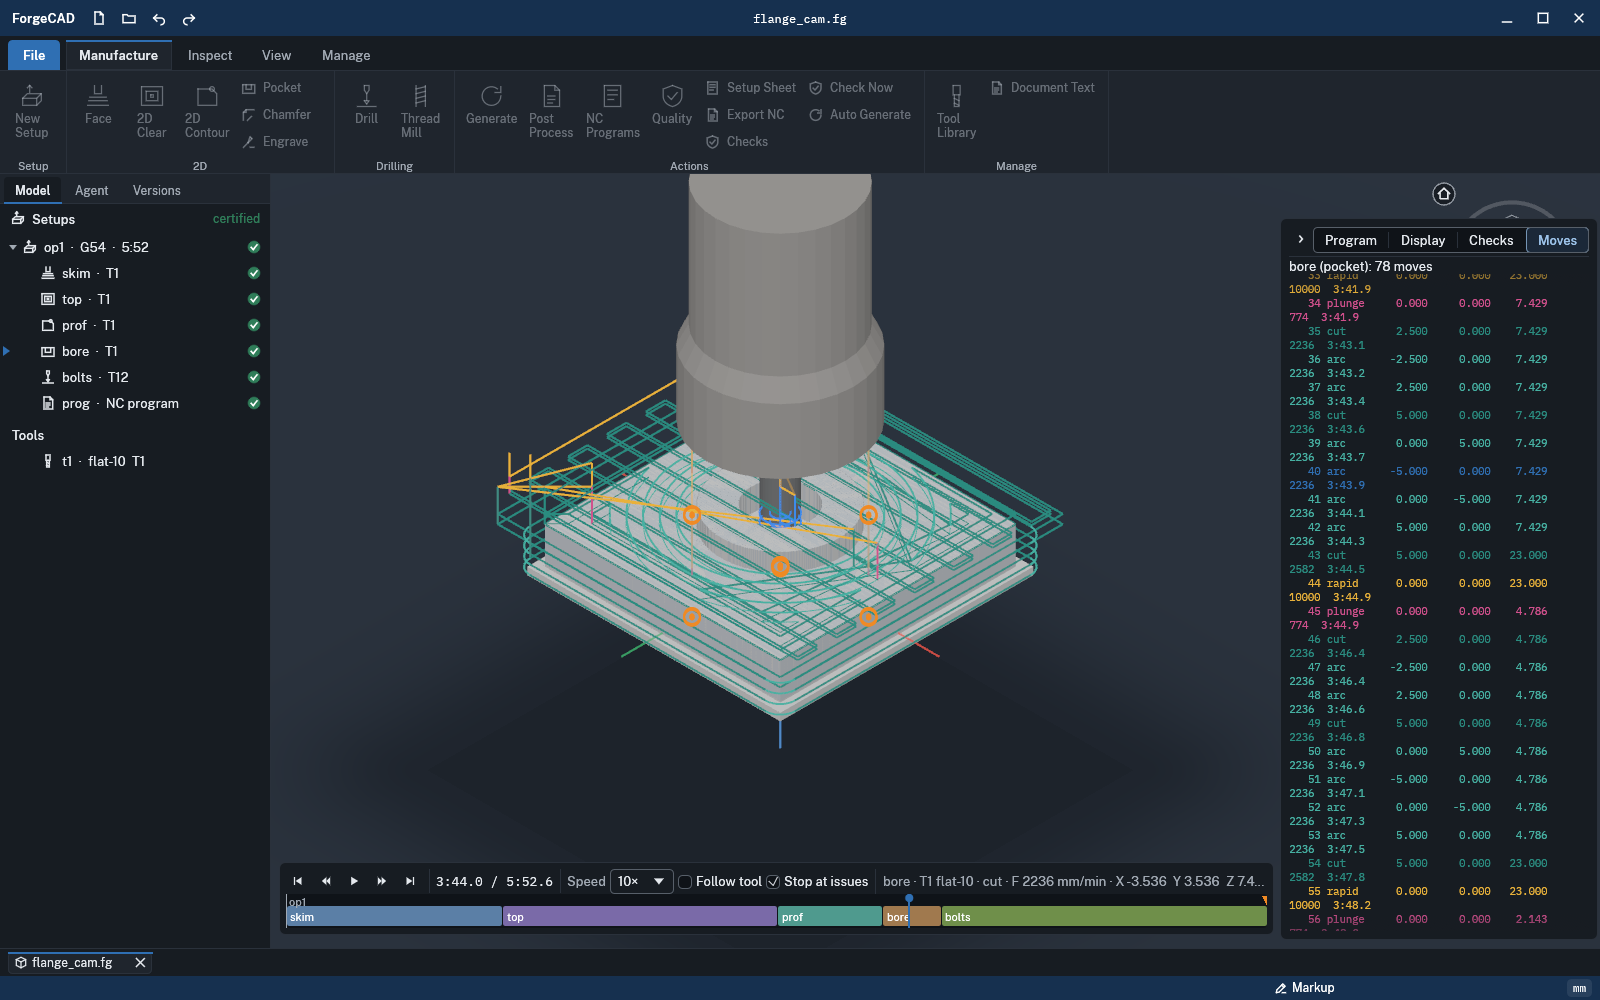 ForgeCAD
flange_cam.fg
File
Manufacture
Inspect
View
Manage
New Setup
Face
2D Clear
2D Contour
Pocket
Chamfer
Engrave
Drill
Thread Mill
Generate
Post Process
NC Programs
Quality
Setup Sheet
Export NC
Checks
Check Now
Auto Generate
Tool Library
Document Text
Setup
2D
Drilling
Actions
Manage
Model
Agent
Versions
Setups
certified
op1 · G54 · 5:52
skim · T1
top · T1
prof · T1
bore · T1
bolts · T12
prog · NC program
Tools
t1 · flat-10 T1
Program
Display
Checks
Moves
bore (pocket): 78 moves
33 rapid 0.000 0.000 23.000
10000 3:41.9
34 plunge 0.000 0.000 7.429
774 3:41.9
35 cut 2.500 0.000 7.429
2236 3:43.1
36 arc -2.500 0.000 7.429
2236 3:43.2
37 arc 2.500 0.000 7.429
2236 3:43.4
38 cut 5.000 0.000 7.429
2236 3:43.6
39 arc 0.000 5.000 7.429
2236 3:43.7
40 arc -5.000 0.000 7.429
2236 3:43.9
41 arc 0.000 -5.000 7.429
2236 3:44.1
42 arc 5.000 0.000 7.429
2236 3:44.3
43 cut 5.000 0.000 23.000
2582 3:44.5
44 rapid 0.000 0.000 23.000
10000 3:44.9
45 plunge 0.000 0.000 4.786
774 3:44.9
46 cut 2.500 0.000 4.786
2236 3:46.4
47 arc -2.500 0.000 4.786
2236 3:46.4
48 arc 2.500 0.000 4.786
2236 3:46.6
49 cut 5.000 0.000 4.786
2236 3:46.8
50 arc 0.000 5.000 4.786
2236 3:46.9
51 arc -5.000 0.000 4.786
2236 3:47.1
52 arc 0.000 -5.000 4.786
2236 3:47.3
53 arc 5.000 0.000 4.786
2236 3:47.5
54 cut 5.000 0.000 23.000
2582 3:47.8
55 rapid 0.000 0.000 23.000
10000 3:48.2
56 plunge 0.000 0.000 2.143
3:44.0 / 5:52.6
Speed
10×
Follow tool
Stop at issues
bore · T1 flat-10 · cut · F 2236 mm/min · X -3.536 Y 3.536 Z 7.4...
op1
skim
top
prof
bore
bolts
flange_cam.fg
Markup
mm